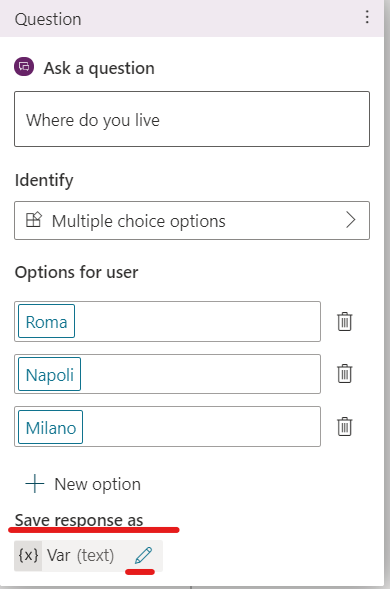 Question
Ask a question
Where do you live
Identify
Multiple choice options
Options for user
Roma
Napoli
Milano
New option
Save response as
{x} Var (text)